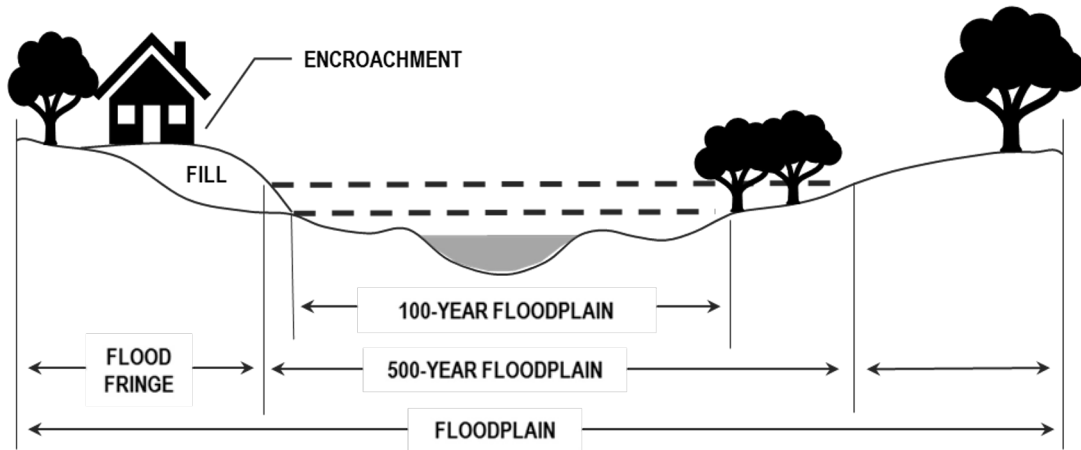 ENCROACHMENT
FILL
100-YEAR FLOODPLAIN
FLOOD
FRINGE
500-YEAR FLOODPLAIN
FLOODPLAIN